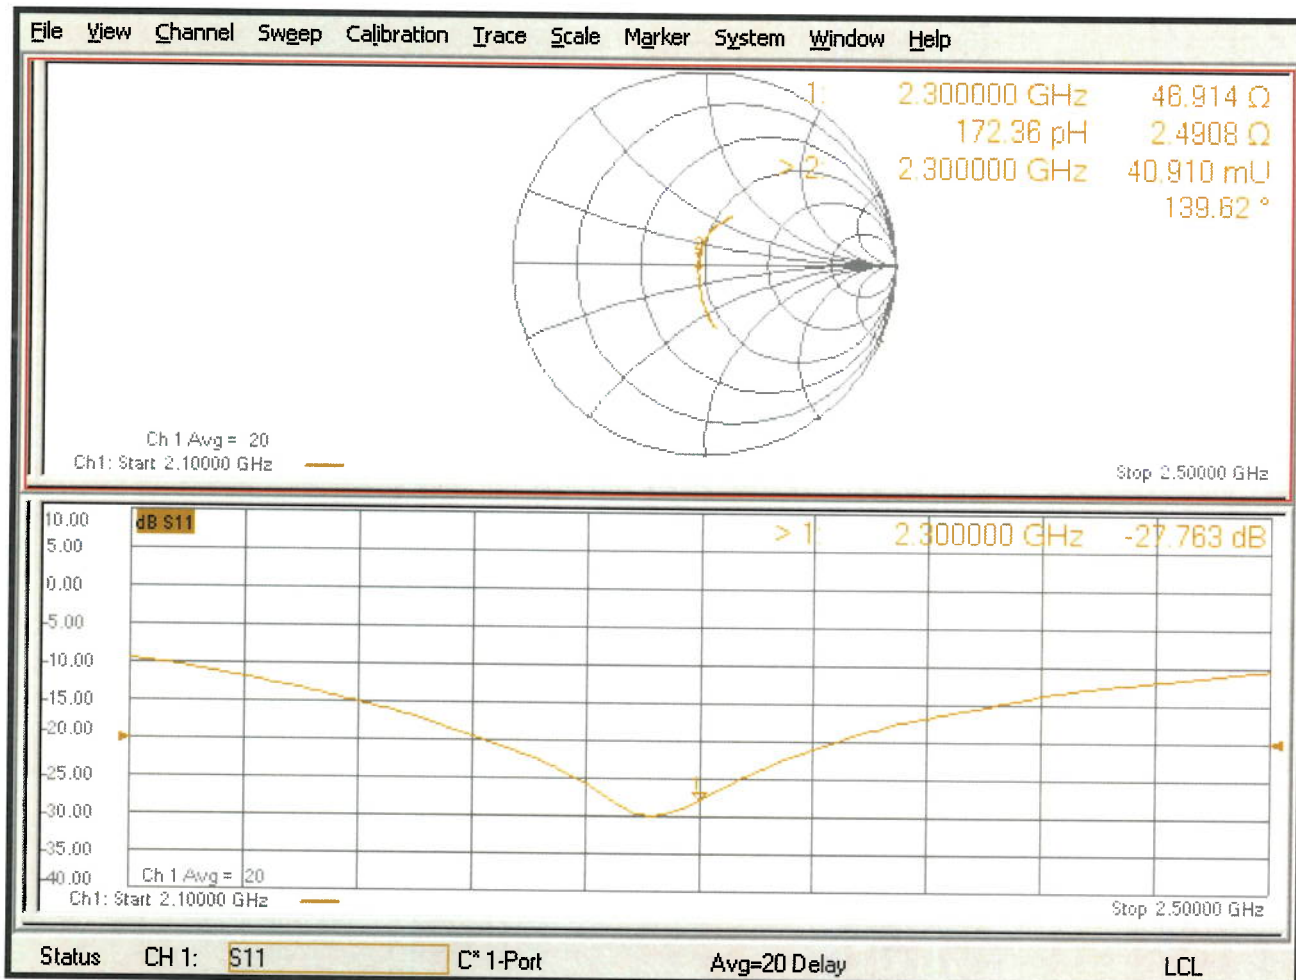 File View Channel Sweep Calibration Trace Scale Marker System Window Help
1: 2.300000 GHz 46.914 Ω
172.36 pH 2.4908 Ω
> 2: 2.300000 GHz 40.910 mU
139.62 °
Ch 1 Avg = 20
Ch1: Start 2.10000 GHz
Stop 2.50000 GHz
10.00
dB S11
> 1: 2.300000 GHz -27.763 dB
5.00
0.00
-5.00
-10.00
-15.00
-20.00
-25.00
1
-30.00
-35.00
-40.00
Ch 1 Avg = 20
Ch1: Start 2.10000 GHz
Stop 2.50000 GHz
Status CH 1: S11 C* 1-Port Avg=20 Delay LCL